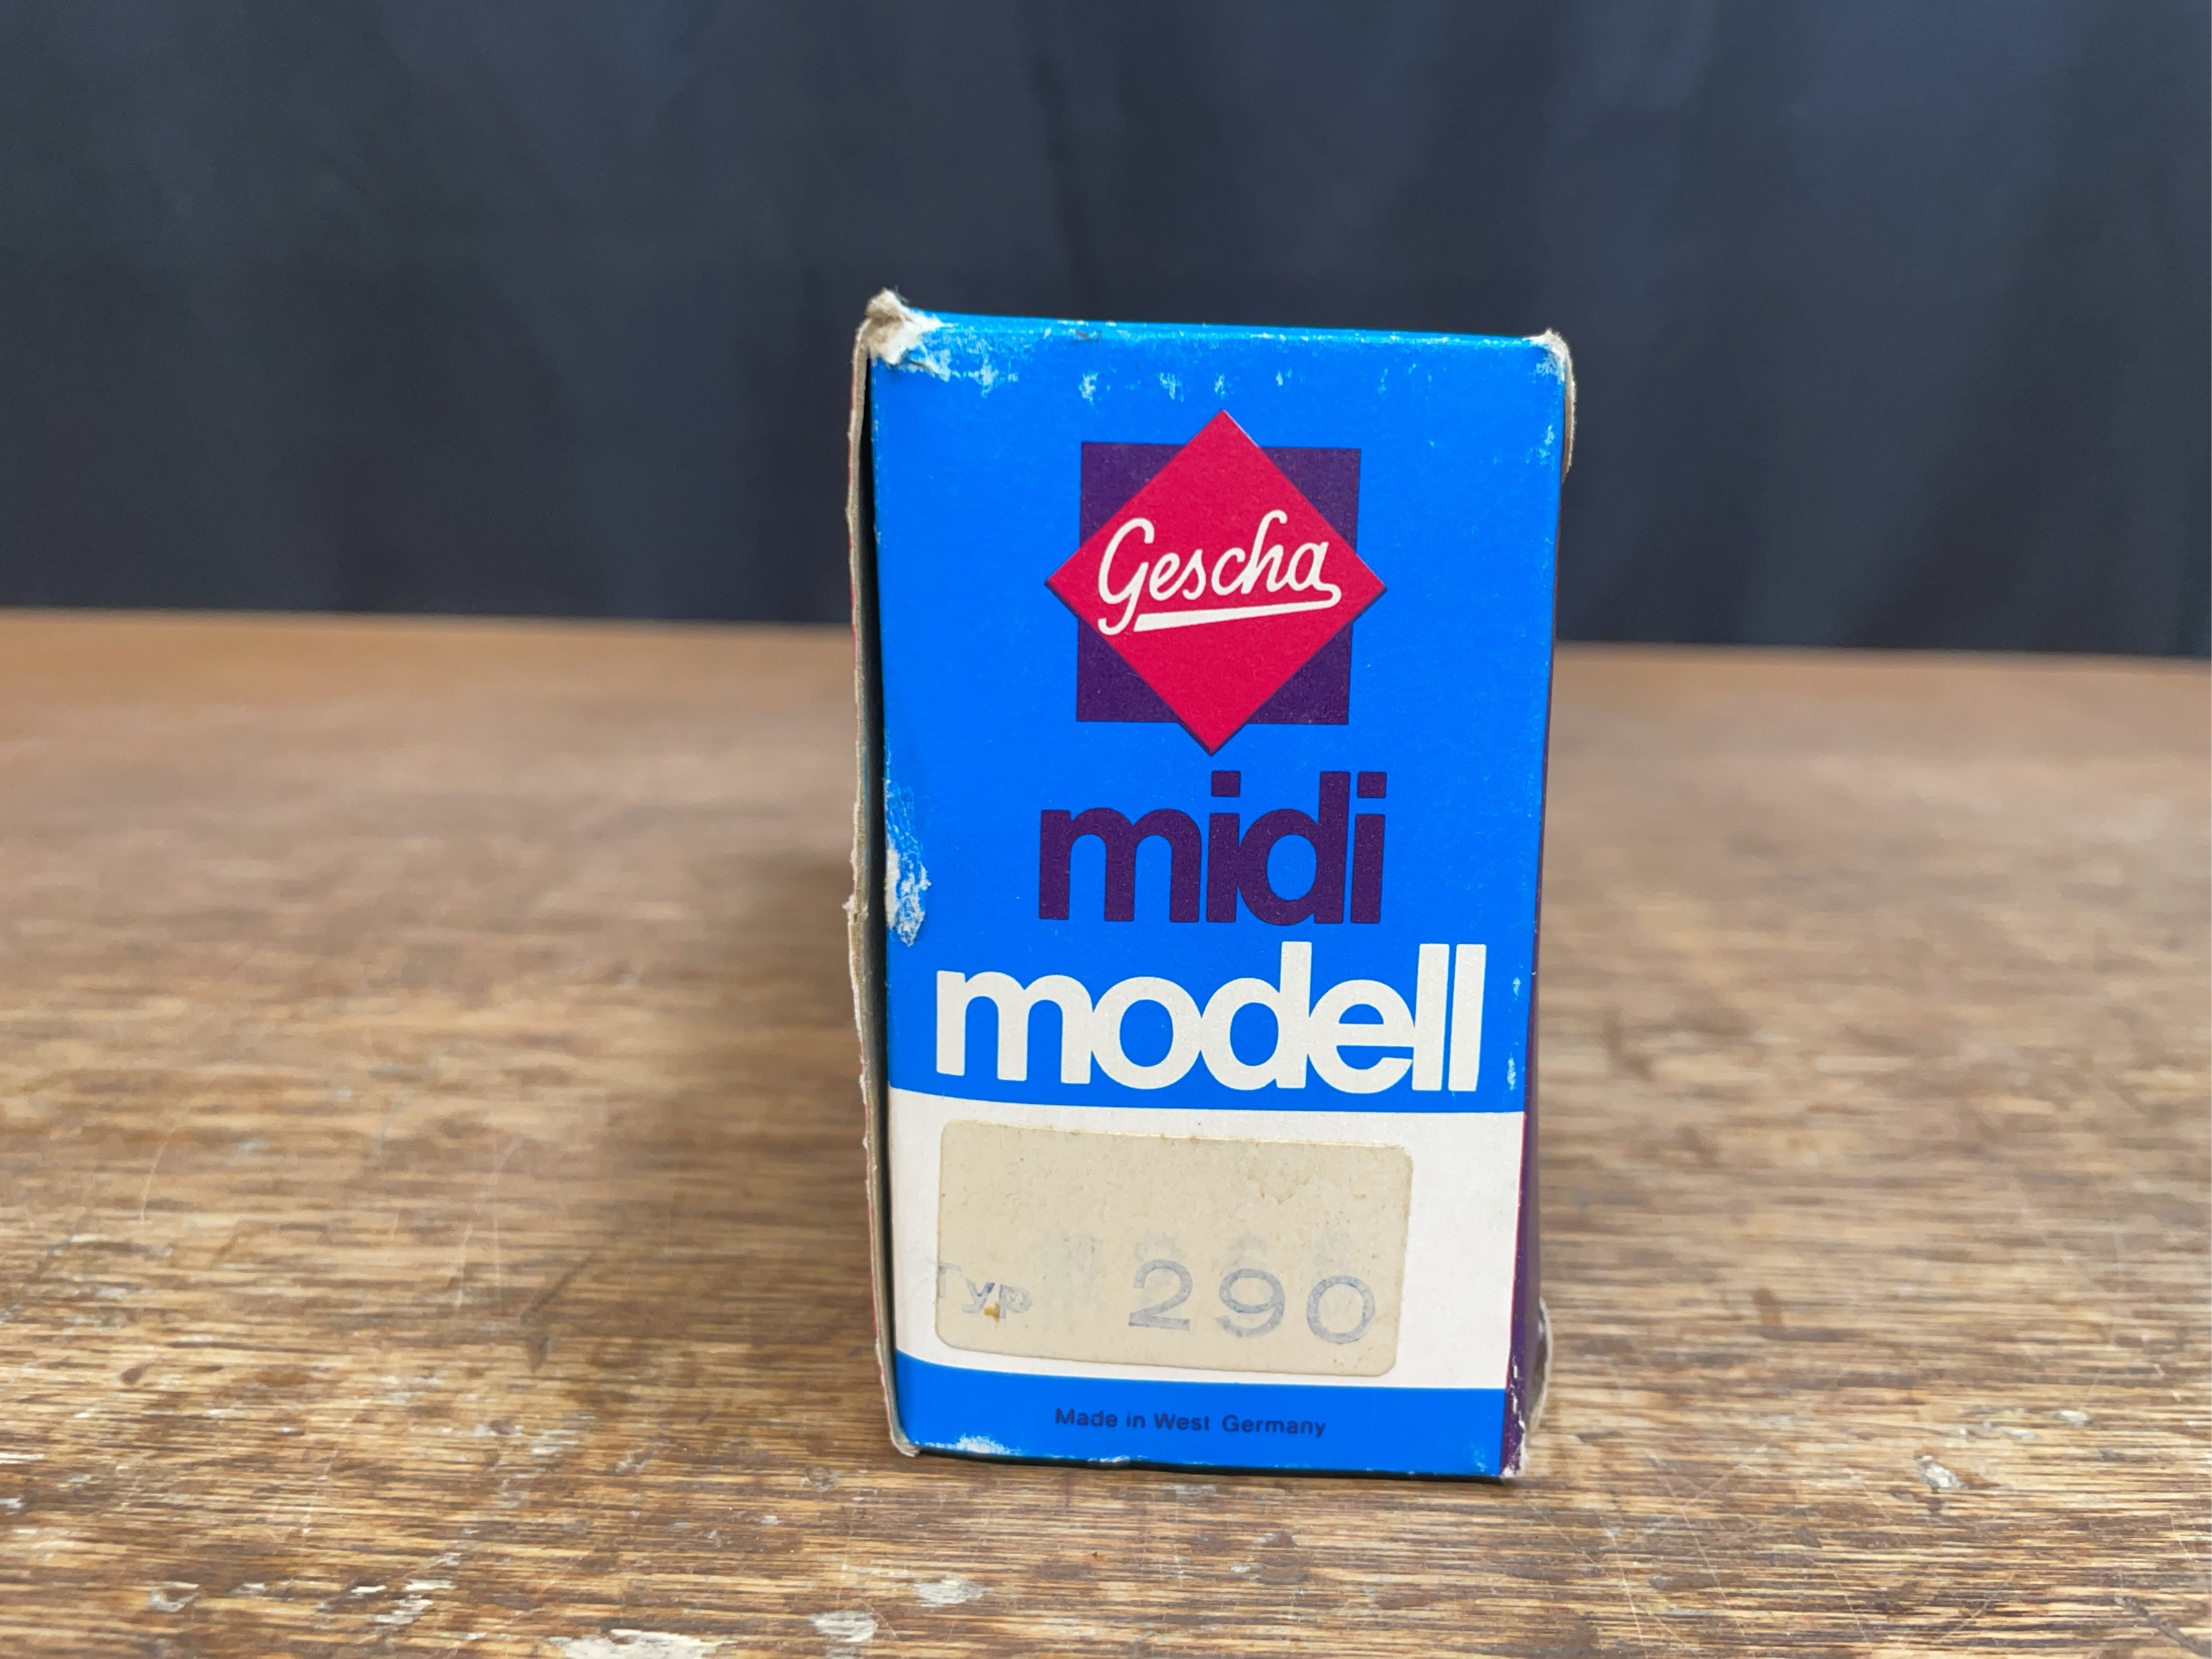 Gescha
midi
modell
Typ 290
Made in West Germany